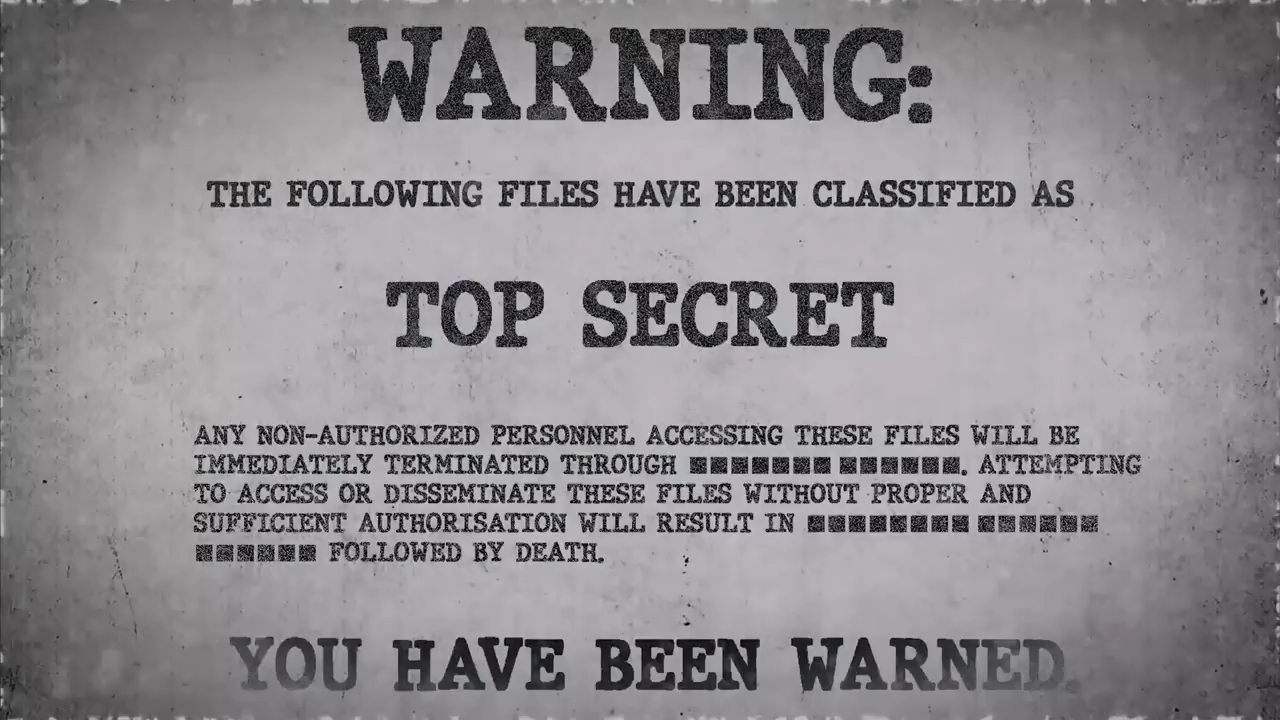 WARNING:
THE FOLLOWING FILES HAVE BEEN CLASSIFIED AS
TOP SECRET
ANY NON-AUTHORIZED PERSONNEL ACCESSING THESE FILES WILL BE
IMMEDIATELY TERMINATED THROUGH ■■■■■■■ ■■■■■■. ATTEMPTING
TO ACCESS OR DISSEMINATE THESE FILES WITHOUT PROPER AND
SUFFICIENT AUTHORISATION WILL RESULT IN ■■■■■■■■ ■■■■■■
■■■■■■ FOLLOWED BY DEATH.
YOU HAVE BEEN WARNED.